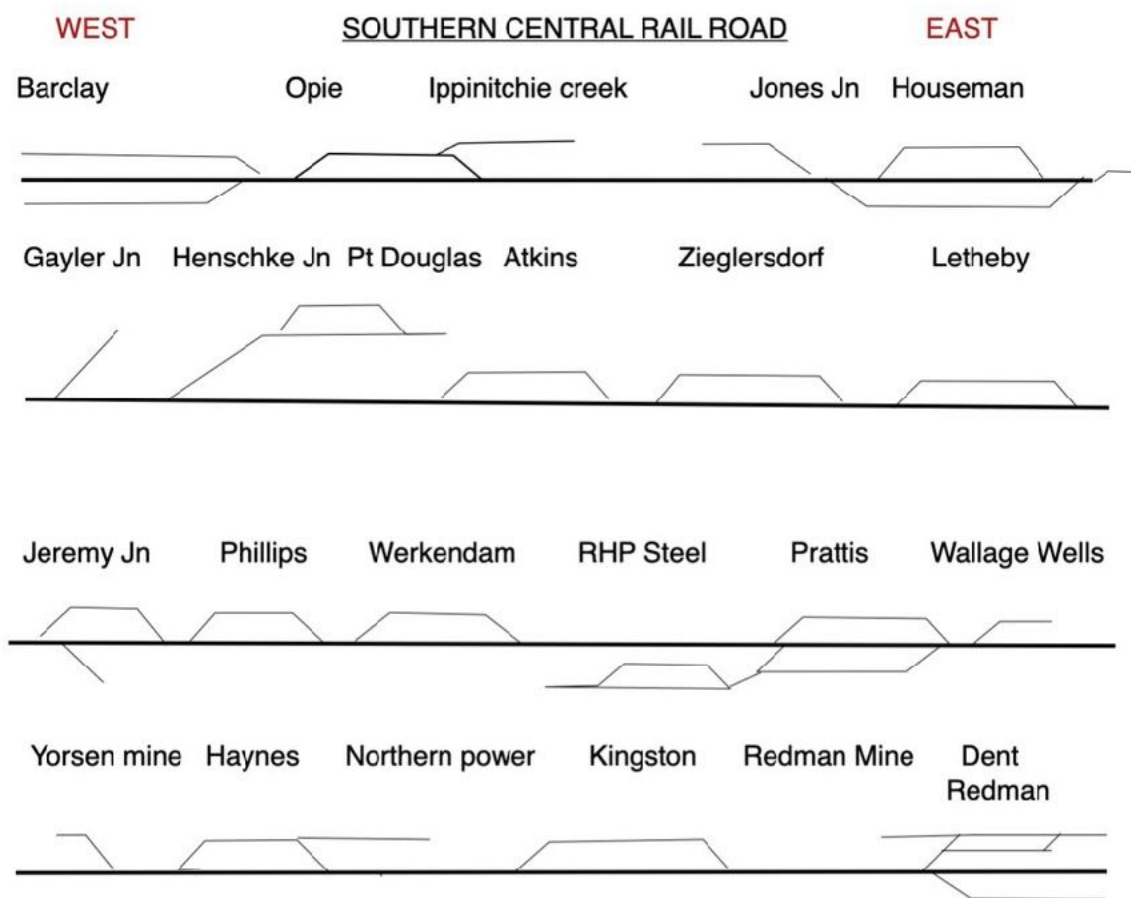 WEST SOUTHERN CENTRAL RAIL ROAD EAST
Barclay Opie Ippinitchie creek Jones Jn Houseman
Gayler Jn Henschke Jn Pt Douglas Atkins Zieglersdorf Letheby
Jeremy Jn Phillips Werkendam RHP Steel Prattis Wallage Wells
Yorsen mine Haynes Northern power Kingston Redman Mine Dent
Redman